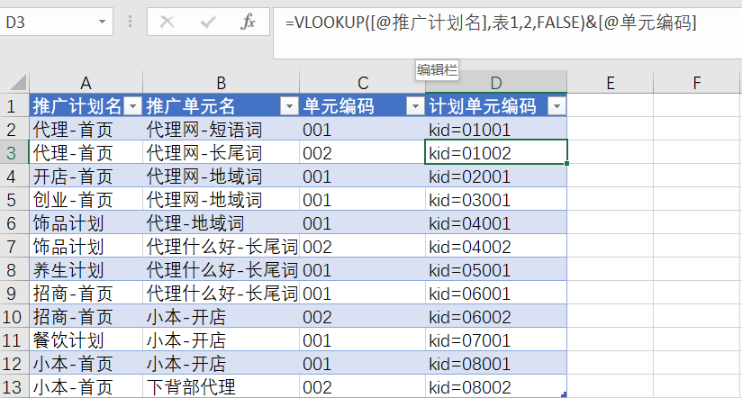 D3 fx =VLOOKUP([@推广计划名],表1,2,FALSE)&[@单元编码]
编辑栏
A B C D E F
1 推广计划名 推广单元名 单元编码 计划单元编码
2 代理-首页 代理网-短语词 001 kid=01001
3 代理-首页 代理网-长尾词 002 kid=01002
4 开店-首页 代理网-地域词 001 kid=02001
5 创业-首页 代理网-地域词 001 kid=03001
6 饰品计划 代理-地域词 001 kid=04001
7 饰品计划 代理什么好-长尾词 002 kid=04002
8 养生计划 代理什么好-长尾词 001 kid=05001
9 招商-首页 代理什么好-长尾词 001 kid=06001
10 招商-首页 小本-开店 002 kid=06002
11 餐饮计划 小本-开店 001 kid=07001
12 小本-首页 小本-开店 001 kid=08001
13 小本-首页 下背部代理 002 kid=08002